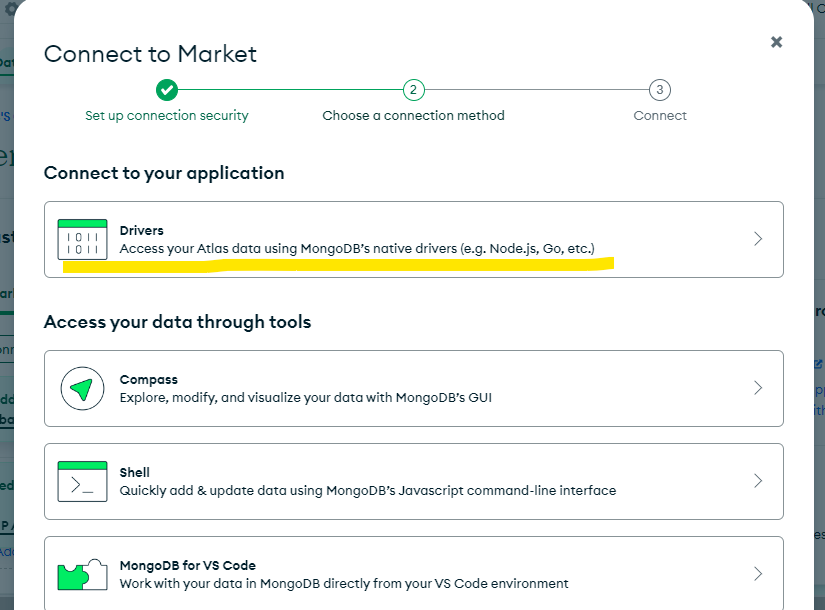 Connect to Market
2
3
Set up connection security
Choose a connection method
Connect
Connect to your application
1011
1011
Drivers
Access your Atlas data using MongoDB's native drivers (e.g. Node.js, Go, etc.)
Access your data through tools
Compass
Explore, modify, and visualize your data with MongoDB's GUI
>_
Shell
Quickly add & update data using MongoDB's Javascript command-line interface
MongoDB for VS Code
Work with your data in MongoDB directly from your VS Code environment